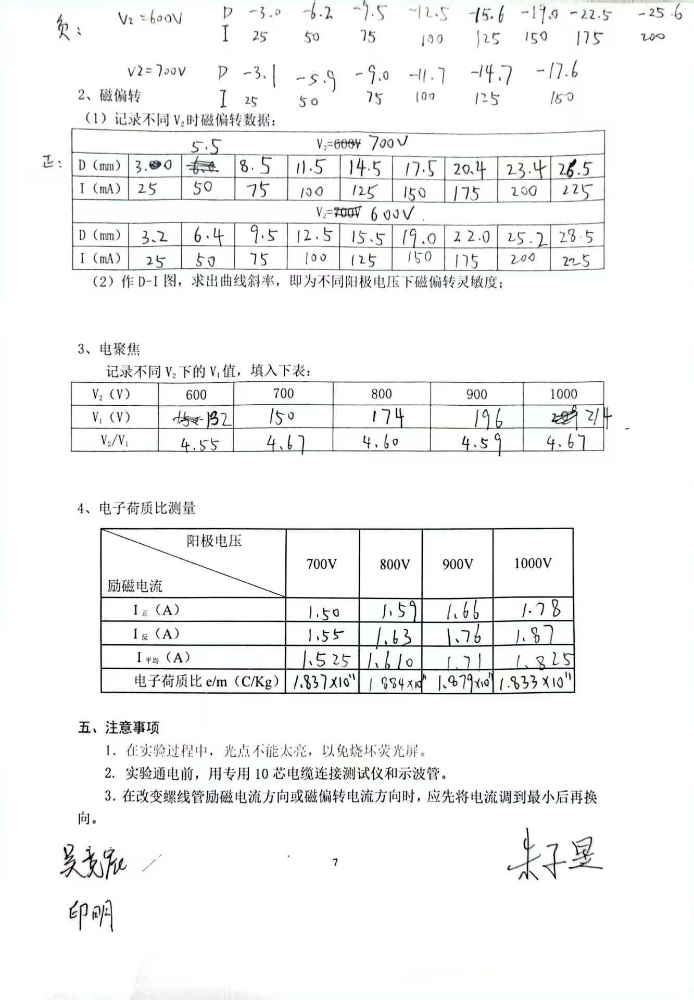 负: V2=600V D -3.0 -6.2 -9.5 -12.5 -15.6 -19.0 -22.5 -25.6
I 25 50 75 100 125 150 175 200
V2=700V D -3.1 -5.9 -9.0 -11.7 -14.7 -17.6
I 25 50 75 100 125 150
2、磁偏转
(1)记录不同V₂时磁偏转数据:
V₂=600V 700V
正: D(mm) 3.0 5.5 8.5 11.5 14.5 17.5 20.4 23.4 26.5
I(mA) 25 50 75 100 125 150 175 200 225
V₂=700V 600V.
D(mm) 3.2 6.4 9.5 12.5 15.5 19.0 22.0 25.2 28.5
I(mA) 25 50 75 100 125 150 175 200 225
(2)作D-I图，求出曲线斜率，即为不同阳极电压下磁偏转灵敏度；
3、电聚焦
记录不同V₂下的V₁值，填入下表:
V₂(V) 600 700 800 900 1000
V₁(V) 132 150 174 196 214
V₂/V₁ 4.55 4.67 4.60 4.59 4.67
4、电子荷质比测量
阳极电压
励磁电流
700V 800V 900V 1000V
I正(A) 1.50 1.59 1.66 1.78
I反(A) 1.55 1.63 1.76 1.87
I平均(A) 1.525 1.610 1.71 1.825
电子荷质比e/m(C/Kg) 1.837×10¹¹ 1.884×10¹¹ 1.879×10¹¹ 1.833×10¹¹
五、注意事项
1. 在实验过程中，光点不能太亮，以免烧坏荧光屏。
2. 实验通电前，用专用10芯电缆连接测试仪和示波管。
3.在改变螺线管励磁电流方向或磁偏转电流方向时，应先将电流调到最小后再换
向。
吴竟宸
朱子昱
7
印明